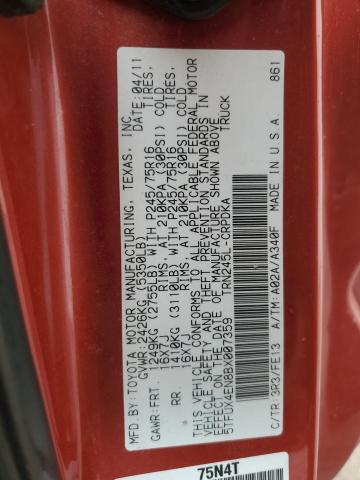 MFD.BY:
TOYOTA MOTOR MANUFACTURING, TEXAS, INC.
GVWR: 2426KG (5350LB) DATE: 04/11
GAWR:FRT. 1249KG (2755LB) WITH P245/75R16 TIRES,
16X7J RIMS, AT 210KPA (30PSI) COLD
RR. 1410KG (3110LB) WITH P245/75R16 TIRES,
16X7J RIMS, AT 210KPA (30PSI) COLD
THIS VEHICLE CONFORMS TO ALL APPLICABLE FEDERAL MOTOR
VEHICLE SAFETY AND THEFT PREVENTION STANDARDS IN
EFFECT ON THE DATE OF MANUFACTURE SHOWN ABOVE.
5TFUX4EN8BX007359 TRUCK
TRN245L-CRPDKA
C/TR: 3R3/FE13 A/TM: A02A/A340F
MADE IN U.S.A. 861
75N4T